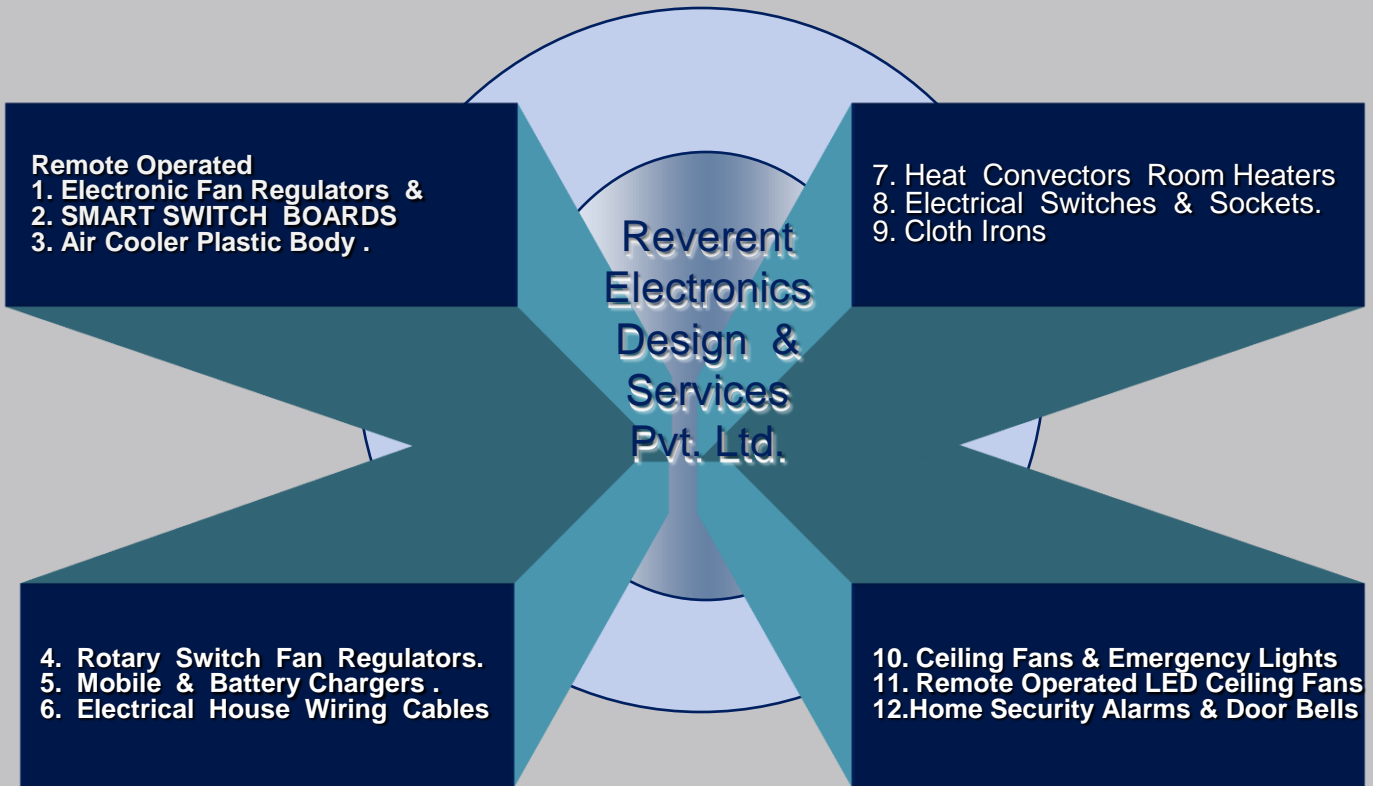 Remote Operated
1. Electronic Fan Regulators &
2. SMART SWITCH BOARDS
3. Air Cooler Plastic Body .
7. Heat Convectors Room Heaters
8. Electrical Switches & Sockets.
9. Cloth Irons
Reverent
Electronics
Design &
Services
Pvt. Ltd.
4. Rotary Switch Fan Regulators.
5. Mobile & Battery Chargers .
6. Electrical House Wiring Cables
10. Ceiling Fans & Emergency Lights
11. Remote Operated LED Ceiling Fans
12.Home Security Alarms & Door Bells